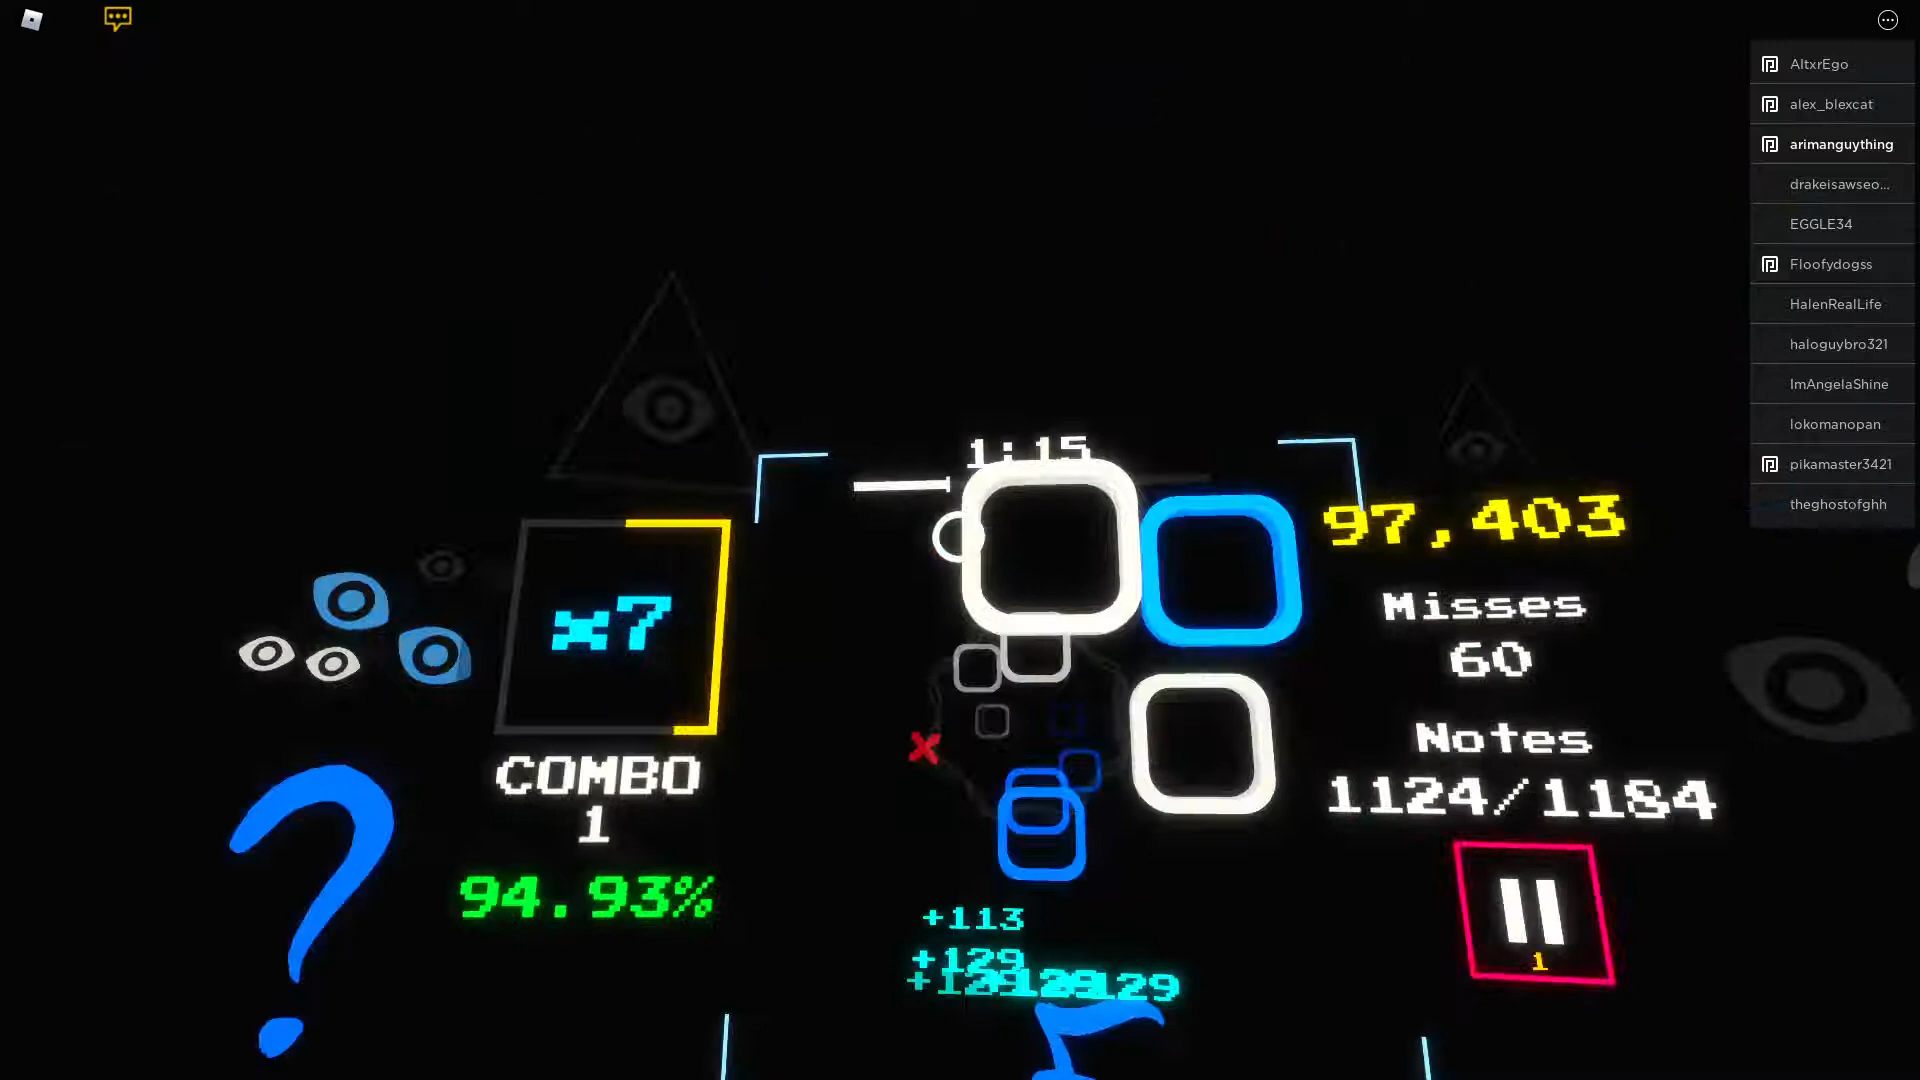 AltxrEgo
alex_blexcat
arimanguything
drakeisawseo...
EGGLE34
Floofydogss
HalenRealLife
haloguybro321
ImAngelaShine
lokomanopan
pikamaster3421
theghostofghh
1:15
97,403
x7
Misses
60
Notes
1124/1184
COMBO
1
94.93%
+113
+129
1